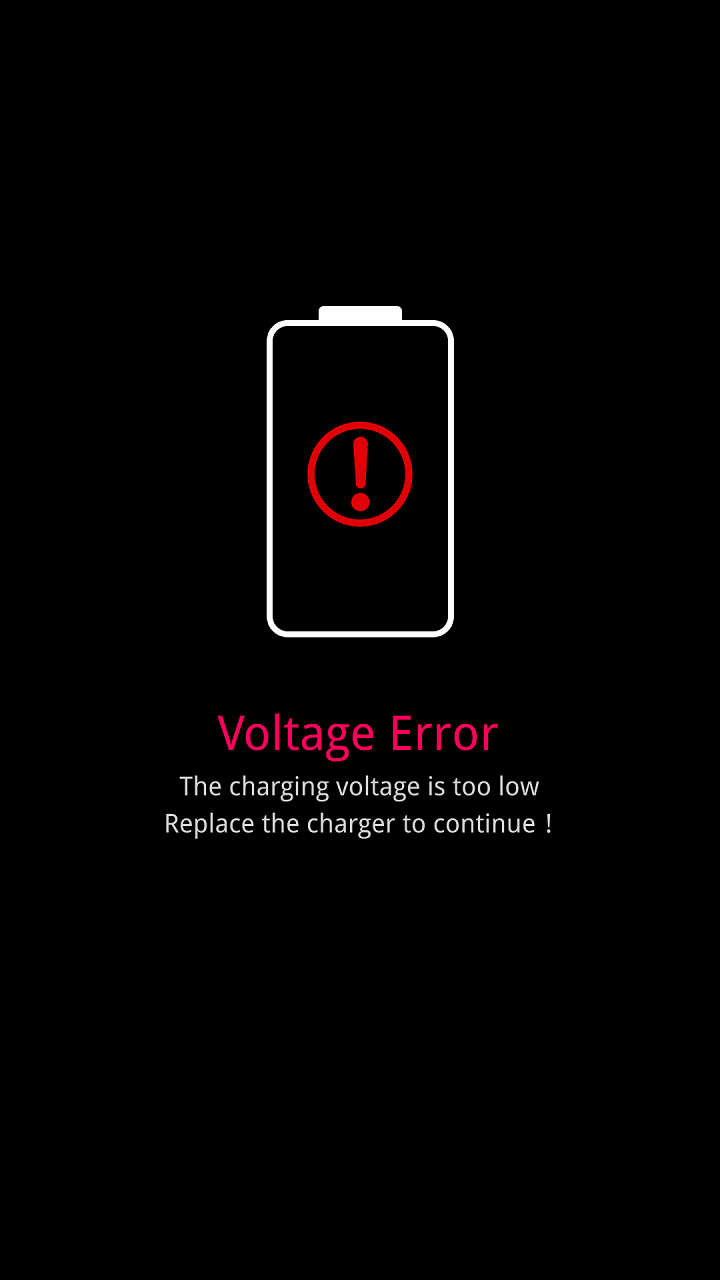 Voltage Error
The charging voltage is too low
Replace the charger to continue !